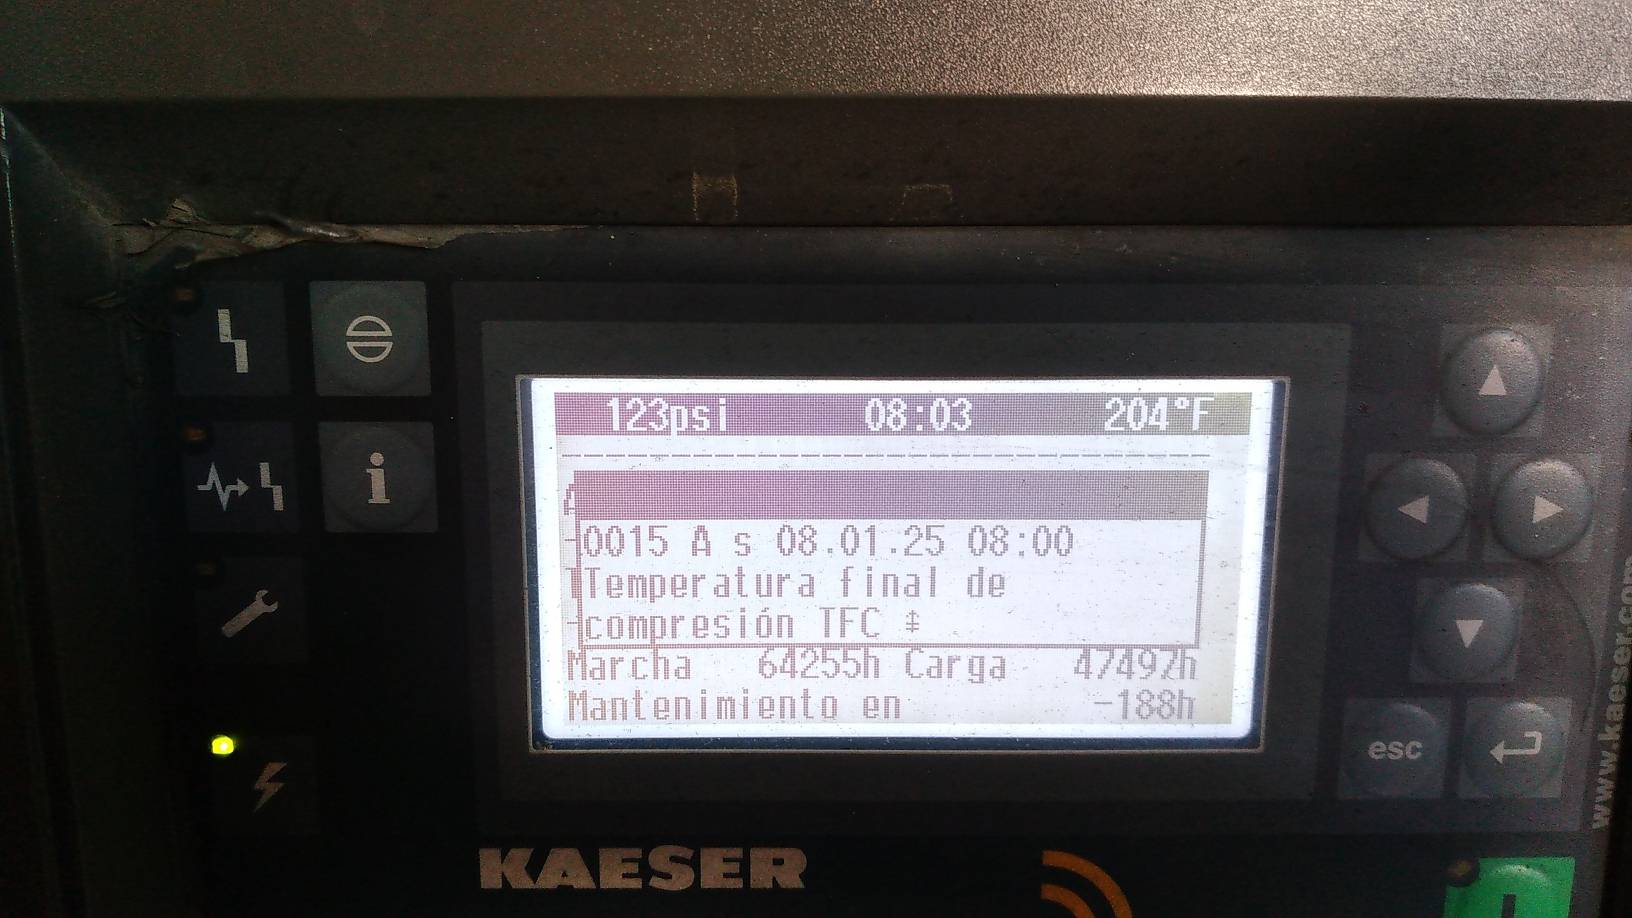 123psi 08:03 204°F
0015 A s 08.01.25 08:00
Temperatura final de
compresión TFC ⇞
Marcha 64255h Carga 47497h
Mantenimiento en -188h
esc
KAESER
www.kaeser.com